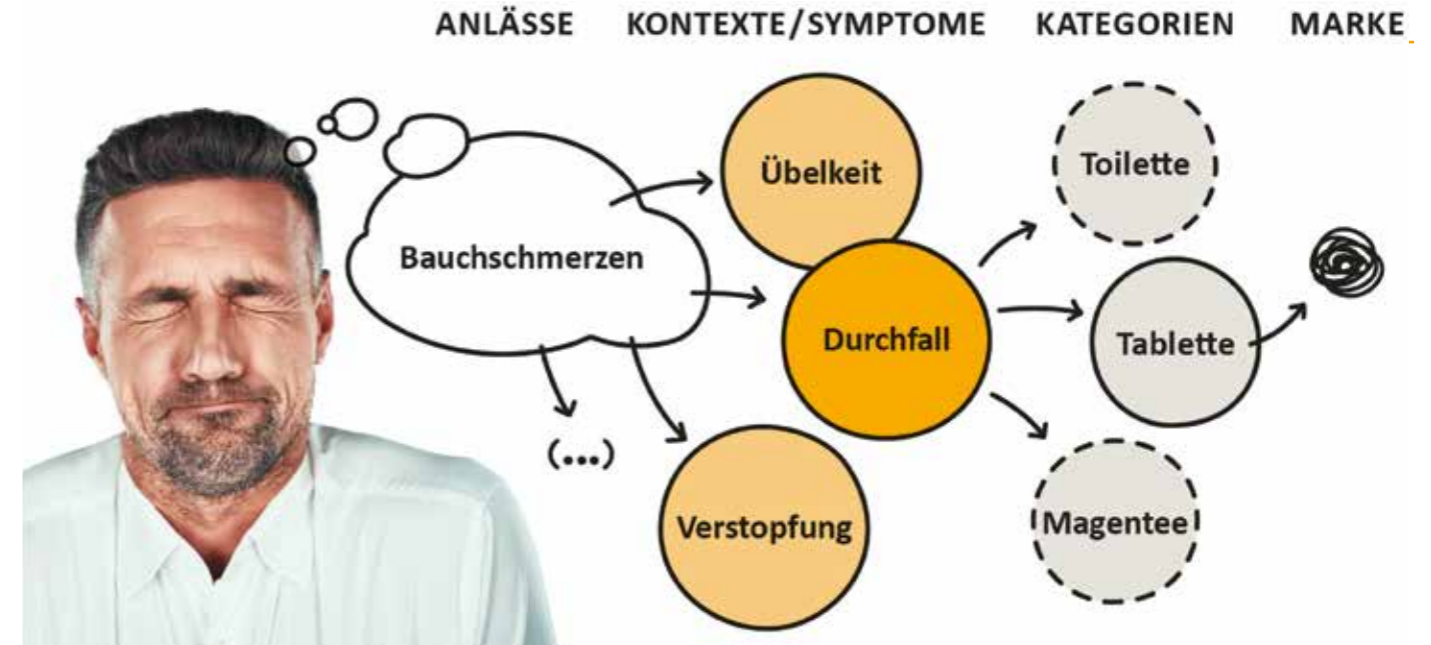 ANLÄSSE KONTEXTE/SYMPTOME KATEGORIEN MARKE
Übelkeit
Toilette
Bauchschmerzen
Durchfall
Tablette
(...)
Verstopfung
Magentee